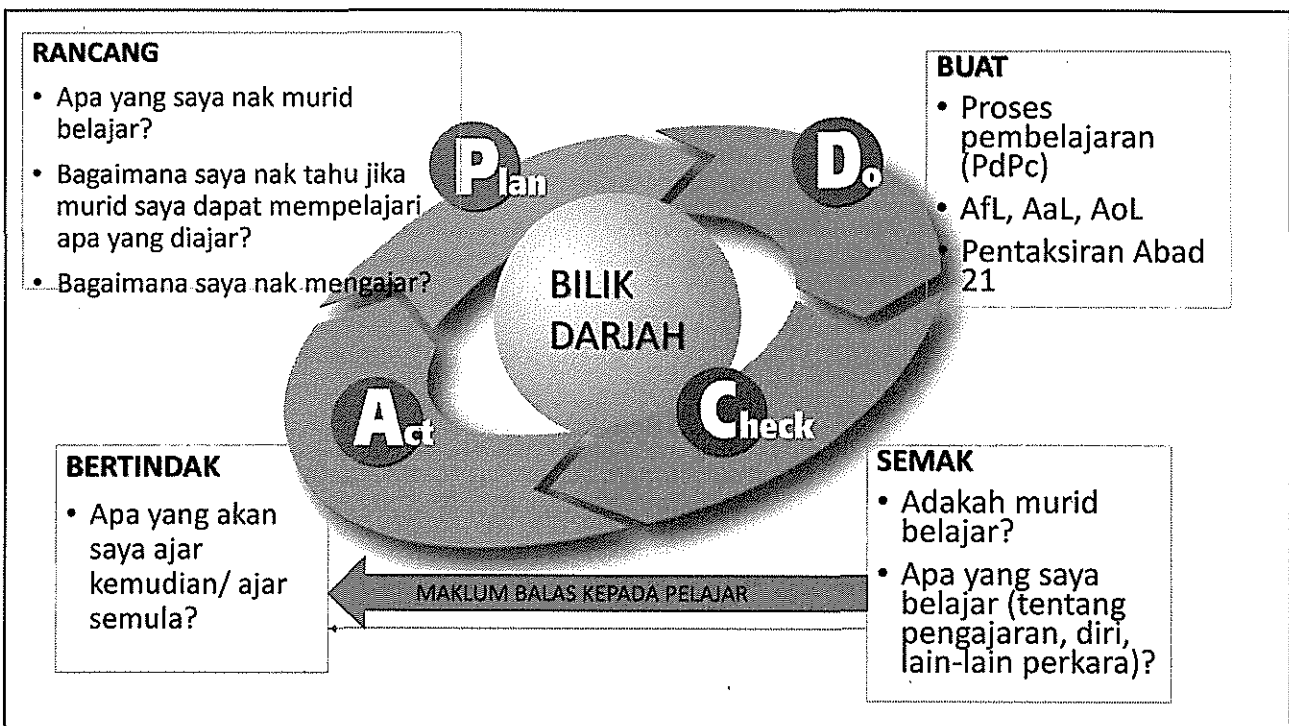 RANCANG
• Apa yang saya nak murid
belajar?
• Bagaimana saya nak tahu jika
murid saya dapat mempelajari
apa yang diajar?
• Bagaimana saya nak mengajar?
Plan
Do
BUAT
• Proses
pembelajaran
(PdPc)
• AfL, AaL, AoL
• Pentaksiran Abad
21
BILIK
DARJAH
Act
Check
BERTINDAK
• Apa yang akan
saya ajar
kemudian/ ajar
semula?
MAKLUM BALAS KEPADA PELAJAR
SEMAK
• Adakah murid
belajar?
• Apa yang saya
belajar (tentang
pengajaran, diri,
lain-lain perkara)?